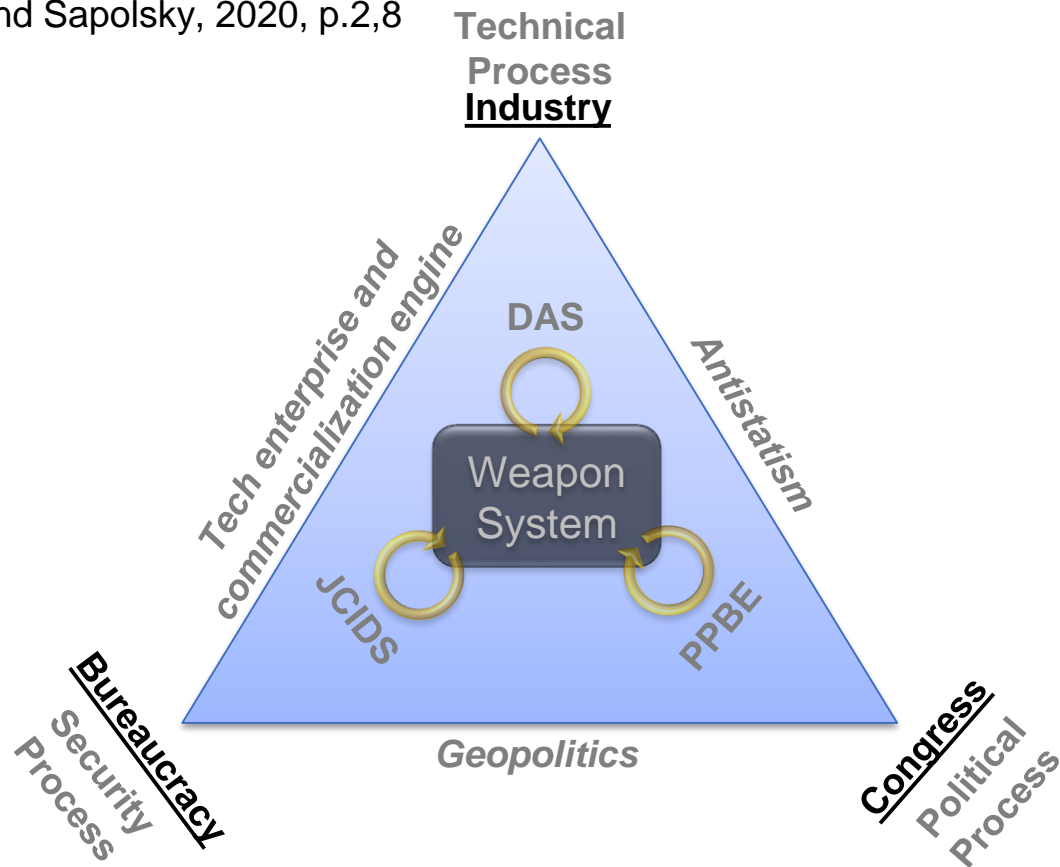 nd Sapolsky, 2020, p.2,8
Technical
Process
Industry
Tech enterprise and
commercialization engine
DAS
Antistatism
Weapon
System
JCIDS
PPBE
Bureaucracy
Security
Process
Geopolitics
Congress
Political
Process